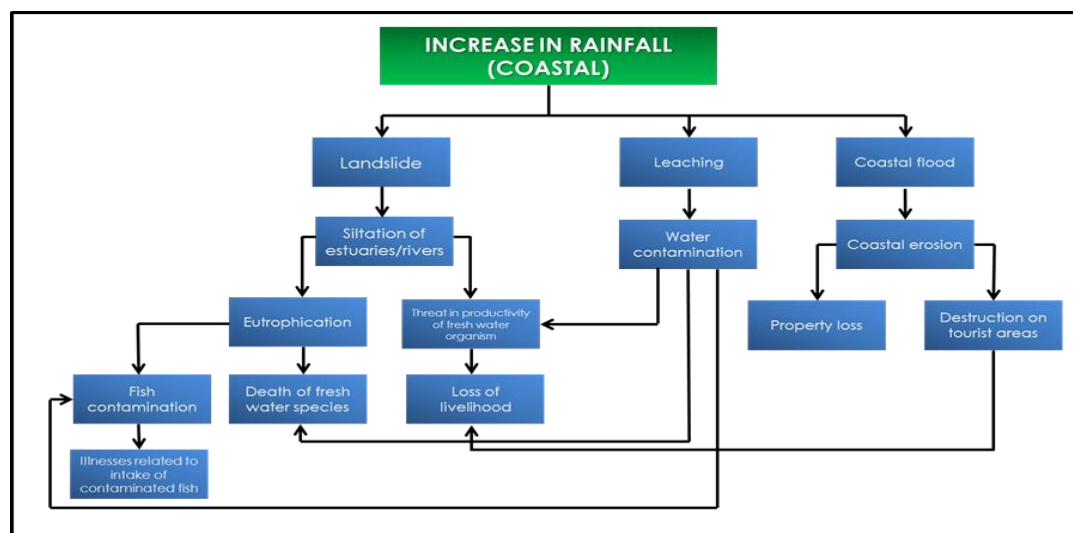 INCREASE IN RAINFALL
(COASTAL)
Landslide
Leaching
Coastal flood
Siltation of
estuaries/rivers
Water
contamination
Coastal erosion
Eutrophication
Threat in productivity
of fresh water
organism
Property loss
Destruction on
tourist areas
Fish
contamination
Death of fresh
water species
Loss of
livelihood
Illnesses related to
intake of
contaminated fish